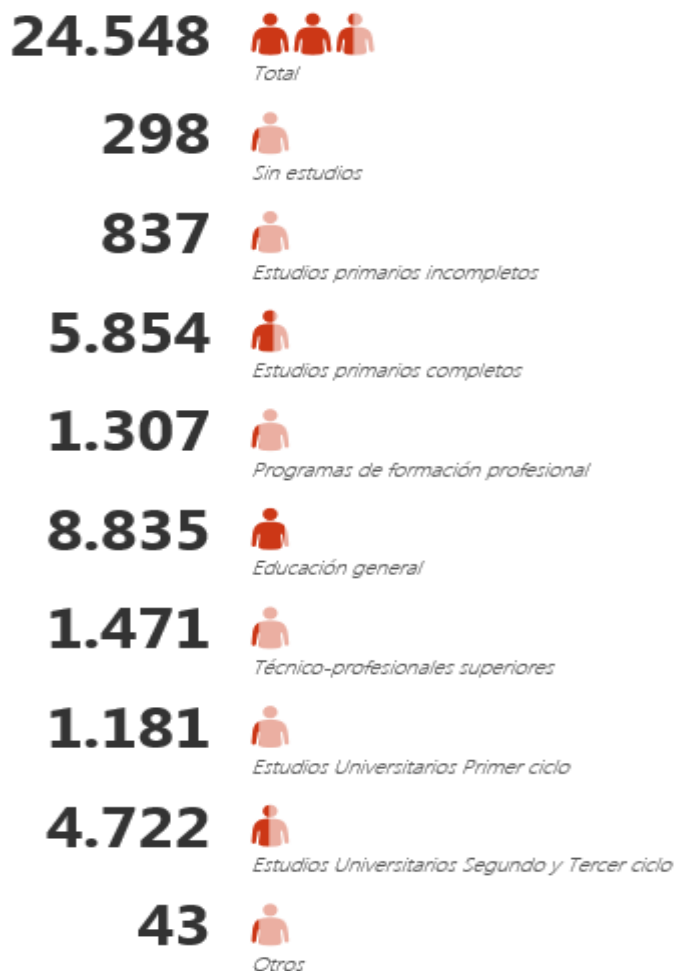 24.548
Total
298
Sin estudios
837
Estudios primarios incompletos
5.854
Estudios primarios completos
1.307
Programas de formación profesional
8.835
Educación general
1.471
Técnico-profesionales superiores
1.181
Estudios Universitarios Primer ciclo
4.722
Estudios Universitarios Segundo y Tercer ciclo
43
Otros